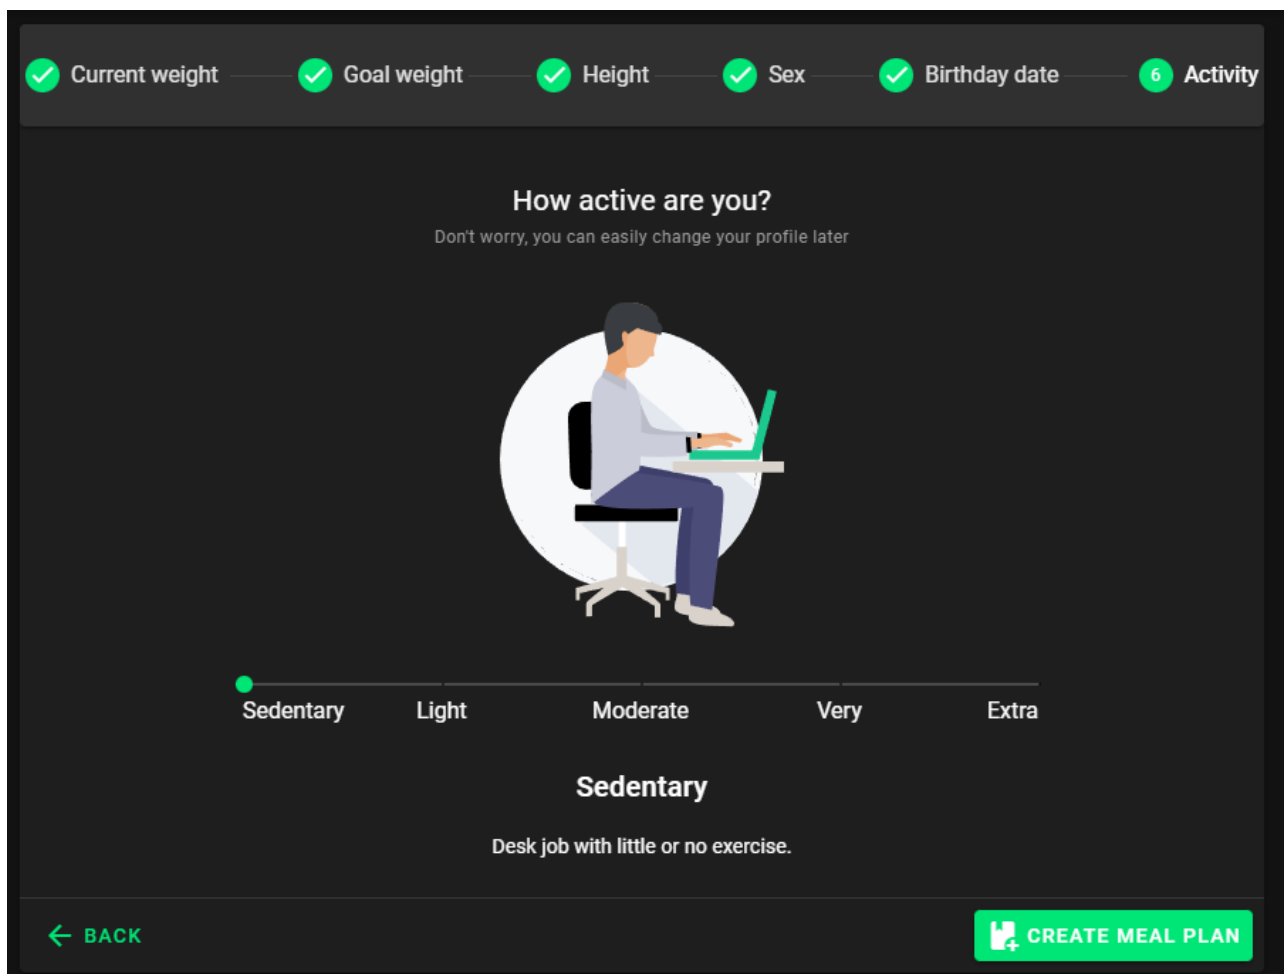 Current weight
Goal weight
Height
Sex
Birthday date
6 Activity
How active are you?
Don't worry, you can easily change your profile later
Sedentary Light Moderate Very Extra
Sedentary
Desk job with little or no exercise.
BACK
CREATE MEAL PLAN